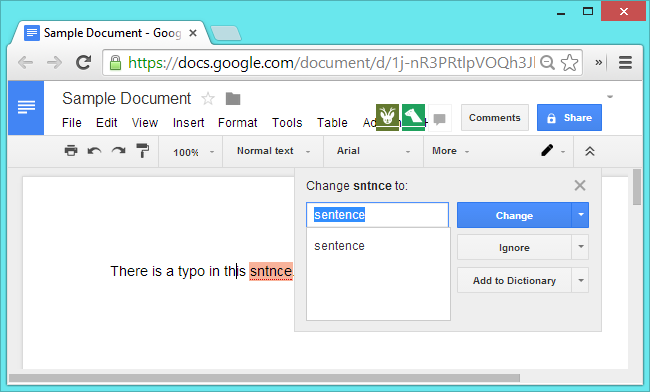 Sample Document - Goog
https://docs.google.com/document/d/1j-nR3PRtlpVOQh3Jl
Sample Document
File Edit View Insert Format Tools Table
Comments
Share
100% Normal text Arial More
Change sntnce to:
sentence
Change
sentence
Ignore
Add to Dictionary
There is a typo in this sntnce